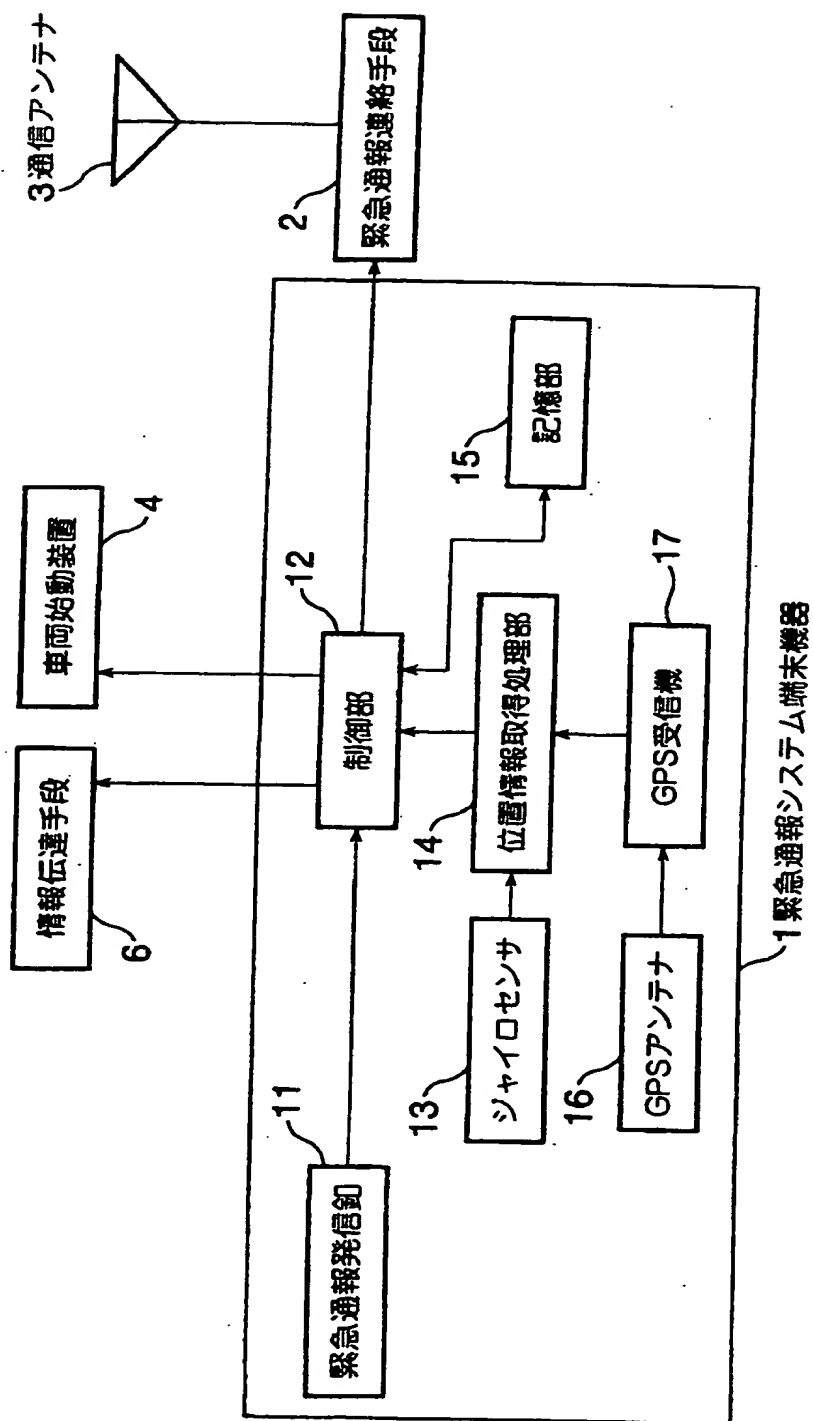 3通信アンテナ
2
緊急通報連絡手段
4
車両始動装置
6
情報伝達手段
12
制御部
15
記憶部
11
緊急通報発信釦
14
位置情報取得処理部
13
ジャイロセンサ
17
GPS受信機
16
GPSアンテナ
1緊急通報システム端末機器